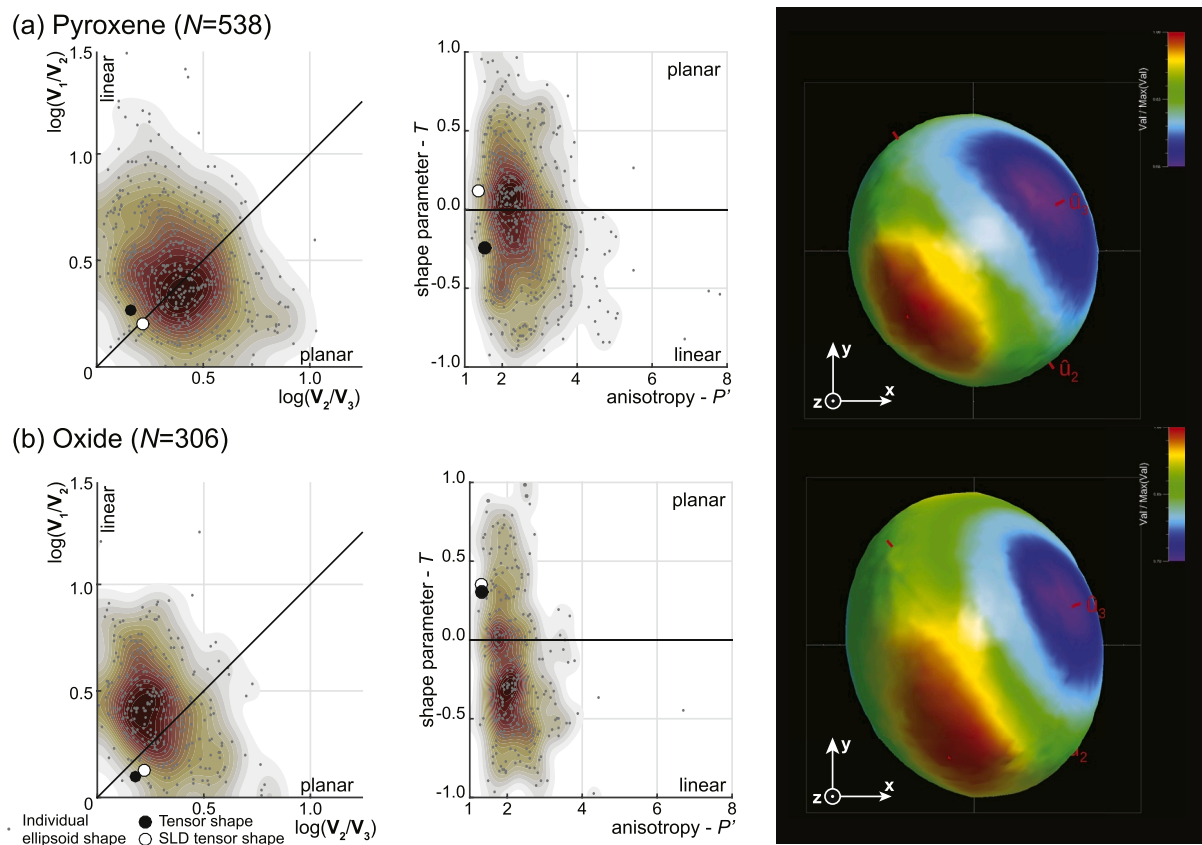 (a) Pyroxene (N=538)
log(V1/V2)
linear
1.5
1.0
0.5
0
0.5
1.0
planar
log(V2/V3)
shape parameter - T
1.0
0.5
0.0
-0.5
-1.0
planar
linear
2
4
6
8
anisotropy - P'
Val / Max(Val)
1.00
û2
y
z
x
(b) Oxide (N=306)
log(V1/V2)
linear
1.5
1.0
0.5
0
0.5
1.0
planar
log(V2/V3)
shape parameter - T
1.0
0.5
0.0
-0.5
-1.0
planar
linear
2
4
6
8
anisotropy - P'
Val / Max(Val)
û3
y
z
x
Individual
ellipsoid shape
Tensor shape
SLD tensor shape